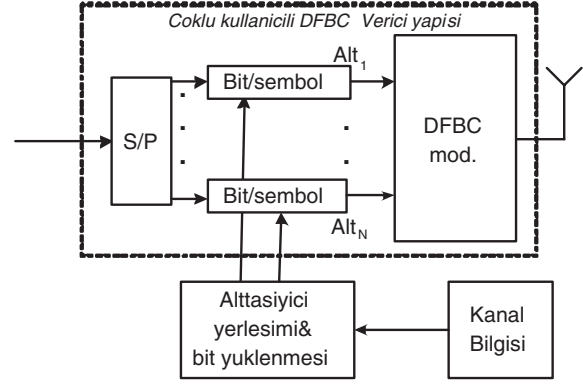 Coklu kullanicili DFBC Verici yapisi
Alt1
Bit/sembol
S/P
DFBC
mod.
Bit/sembol
AltN
Alttasiyici
yerlesimi&
bit yuklenmesi
Kanal
Bilgisi